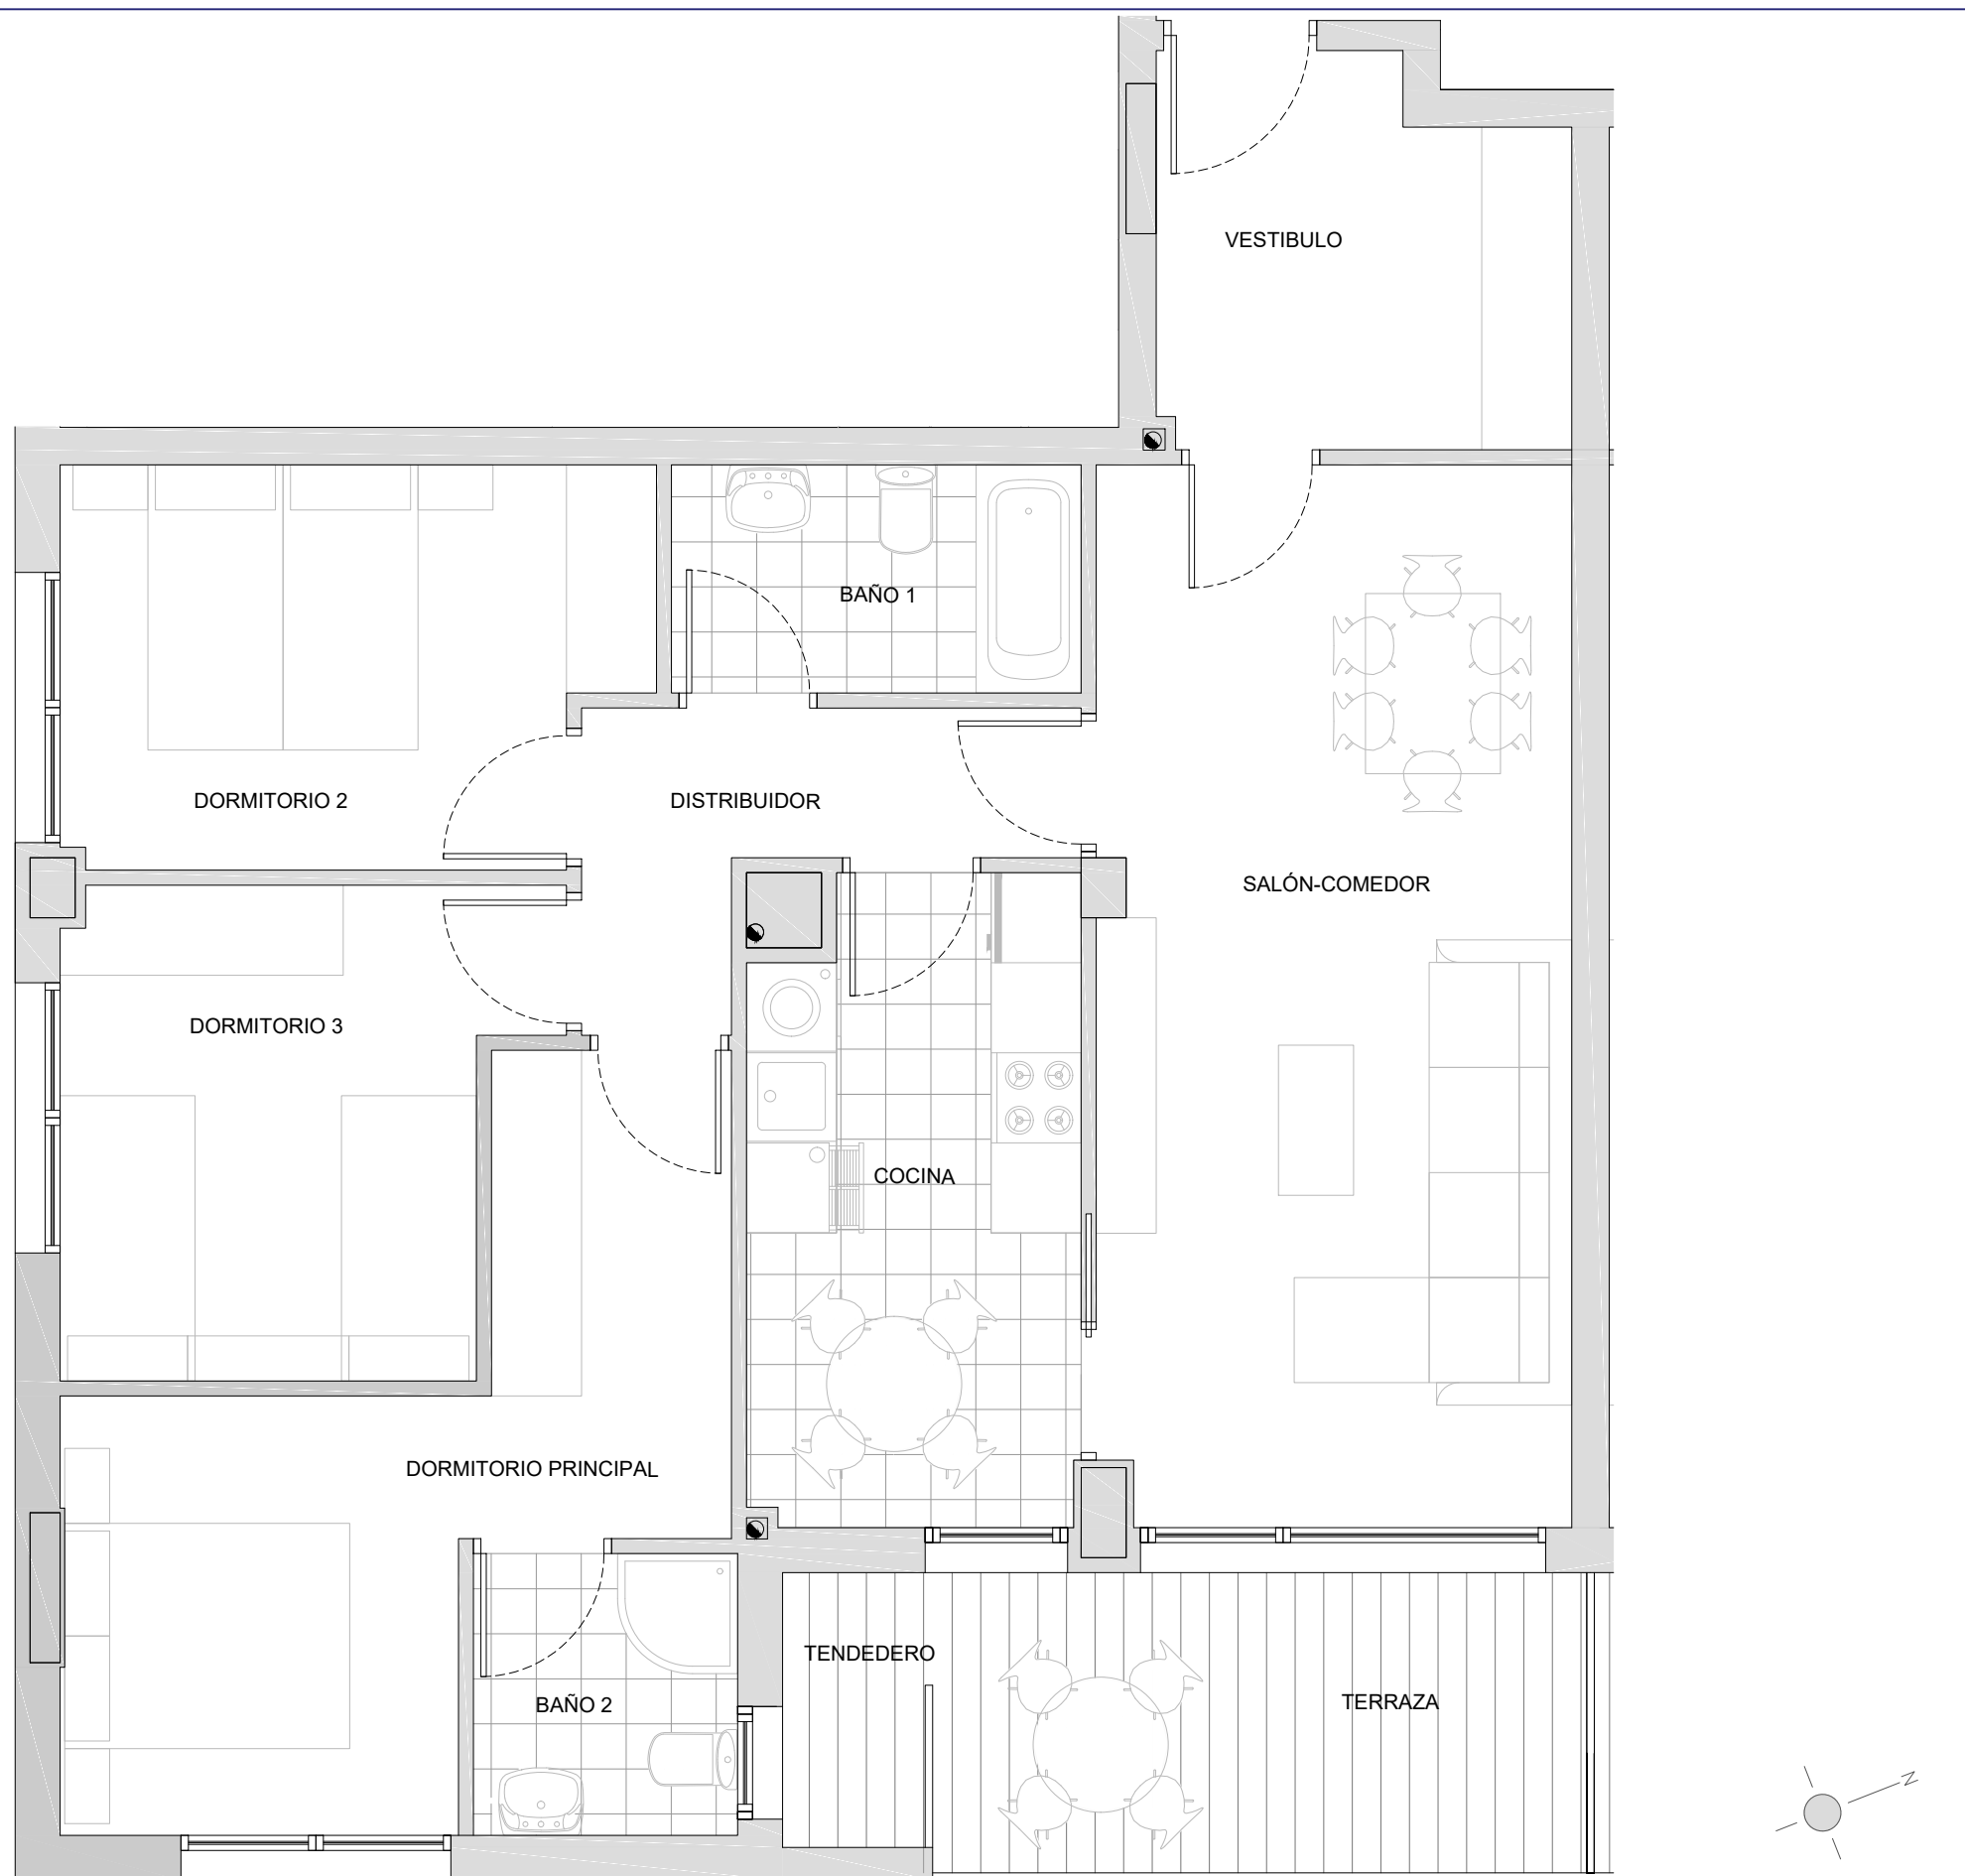 VESTIBULO
BAÑO 1
DORMITORIO 2
DISTRIBUIDOR
SALÓN-COMEDOR
DORMITORIO 3
COCINA
DORMITORIO PRINCIPAL
TENDEDERO
BAÑO 2
TERRAZA
N